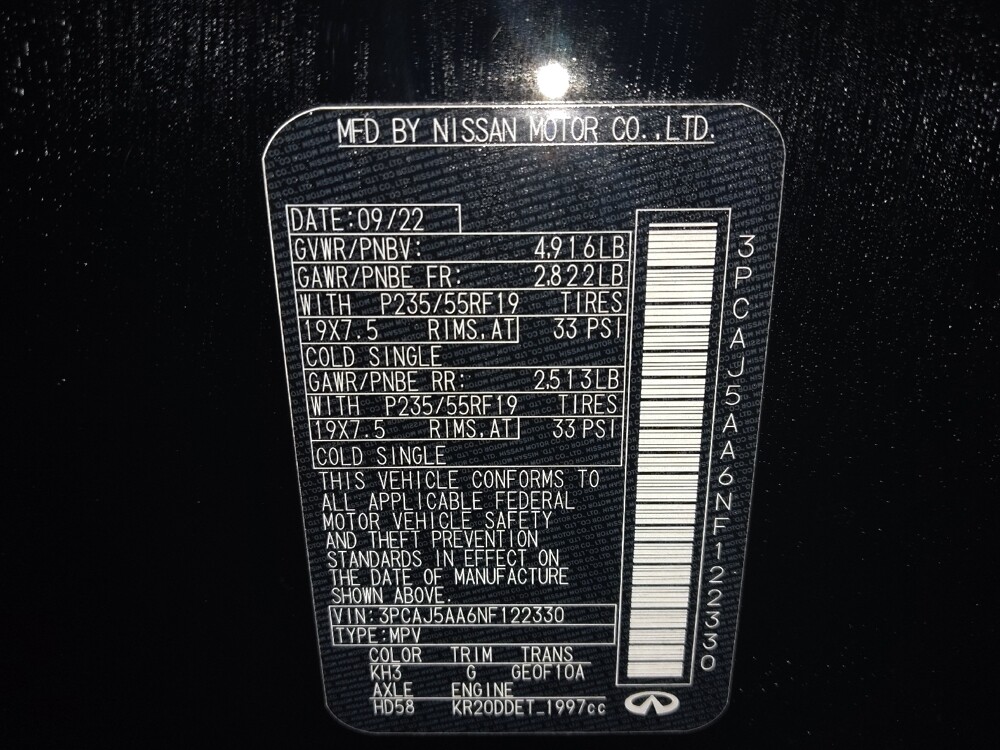 MFD BY NISSAN MOTOR CO.,LTD.
DATE:09/22
GVWR/PNBV: 4,916LB
GAWR/PNBE FR: 2,822LB
WITH P235/55RF19 TIRES
19X7.5 RIMS,AT 33 PSI
COLD SINGLE
GAWR/PNBE RR: 2,513LB
WITH P235/55RF19 TIRES
19X7.5 RIMS,AT 33 PSI
COLD SINGLE
THIS VEHICLE CONFORMS TO
ALL APPLICABLE FEDERAL
MOTOR VEHICLE SAFETY
AND THEFT PREVENTION
STANDARDS IN EFFECT ON
THE DATE OF MANUFACTURE
SHOWN ABOVE.
VIN:3PCAJ5AA6NF122330
TYPE:MPV
COLOR TRIM TRANS
KH3 G GE0F10A
AXLE ENGINE
HD58 KR20DDET_1997cc
3PCAJ5AA6NF122330